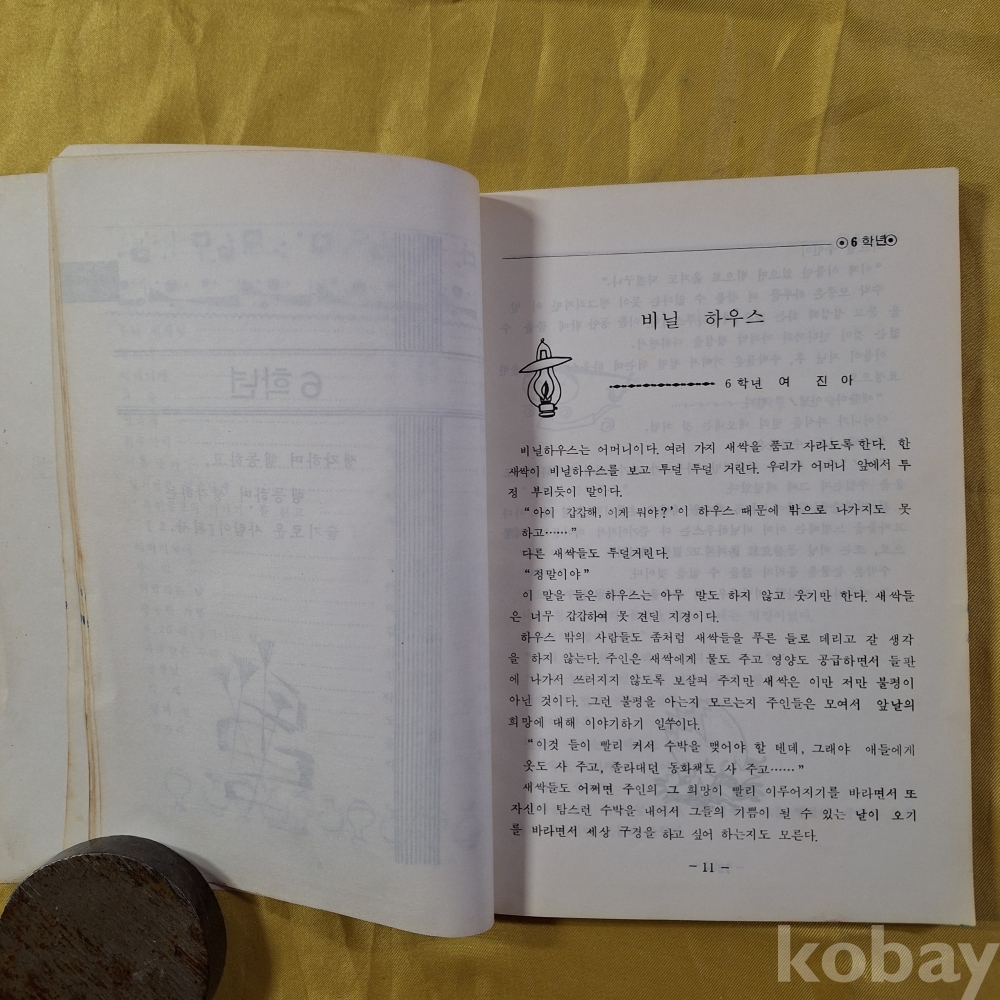 ◉6학년◉
비닐 하우스
6학년 여 진 아
비닐하우스는 어머니이다. 여러 가지 새싹을 품고 자라도록한다. 한
새싹이 비닐하우스를 보고 투덜 투덜 거린다. 우리가 어머니 앞에서 투
정 부리듯이 말이다.
“아이 갑갑해, 이게 뭐야?’이 하우스 때문에 밖으로 나가지도 못
하고……”
다른 새싹들도 투덜거린다.
“정말이야”
이 말을 들은 하우스는 아무 말도 하지 않고 웃기만 한다. 새싹들
은 너무 갑갑하여 못 견딜 지경이다.
하우스 밖의 사람들도 좀처럼 새싹들을 푸른 들로 데리고 갈 생각
을 하지 않는다. 주인은 새싹에게 물도 주고 영양도 공급하면서 들판
에 나가서 쓰러지지 않도록 보살펴 주지만 새싹은 이만 저만 불평이
아닌 것이다. 그런 불평을 아는지 모르는지 주인들은 모여서 앞날의
희망에 대해 이야기하기 일쑤이다.
“이것 들이 빨리 커서 수박을 맺어야 할 텐데, 그래야 애들에게
옷도 사 주고, 졸라대던 동화책도 사 주고……”
새싹들도 어쩌면 주인의 그 희망이 빨리 이루어지기를 바라면서 또
자신이 탐스런 수박을 내어서 그들의 기쁨이 될 수 있는 날이 오기
를 바라면서 세상 구경을 하고 싶어 하는지도 모른다.
- 11 -
kobay